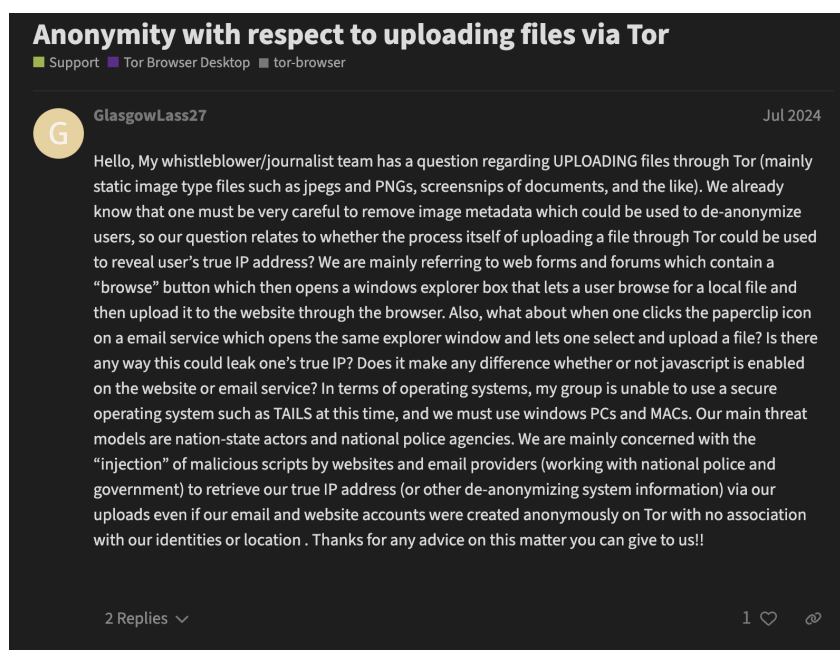 Anonymity with respect to uploading files via Tor
Support Tor Browser Desktop tor-browser
G
GlasgowLass27 Jul 2024
Hello, My whistleblower/journalist team has a question regarding UPLOADING files through Tor (mainly
static image type files such as jpegs and PNGs, screensnips of documents, and the like). We already
know that one must be very careful to remove image metadata which could be used to de-anonymize
users, so our question relates to whether the process itself of uploading a file through Tor could be used
to reveal user’s true IP address? We are mainly referring to web forms and forums which contain a
“browse” button which then opens a windows explorer box that lets a user browse for a local file and
then upload it to the website through the browser. Also, what about when one clicks the paperclip icon
on a email service which opens the same explorer window and lets one select and upload a file? Is there
any way this could leak one’s true IP? Does it make any difference whether or not javascript is enabled
on the website or email service? In terms of operating systems, my group is unable to use a secure
operating system such as TAILS at this time, and we must use windows PCs and MACs. Our main threat
models are nation-state actors and national police agencies. We are mainly concerned with the
“injection” of malicious scripts by websites and email providers (working with national police and
government) to retrieve our true IP address (or other de-anonymizing system information) via our
uploads even if our email and website accounts were created anonymously on Tor with no association
with our identities or location . Thanks for any advice on this matter you can give to us!!
2 Replies 1